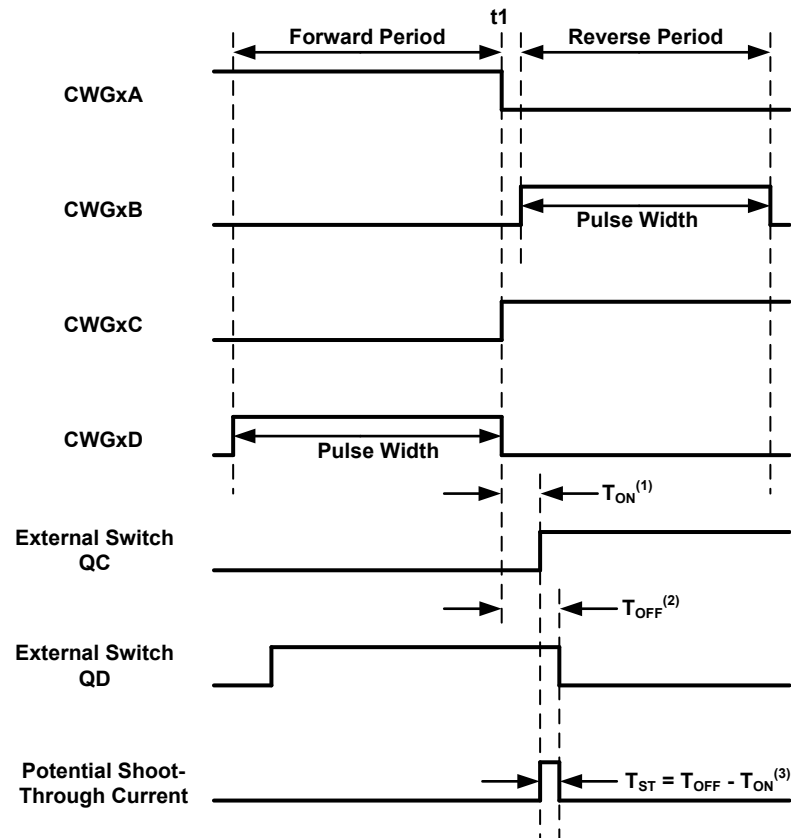 t1
Forward Period
Reverse Period
CWGxA
CWGxB
Pulse Width
CWGxC
CWGxD
Pulse Width
TON(1)
External Switch
QC
TOFF(2)
External Switch
QD
Potential Shoot-
Through Current
TST = TOFF - TON(3)